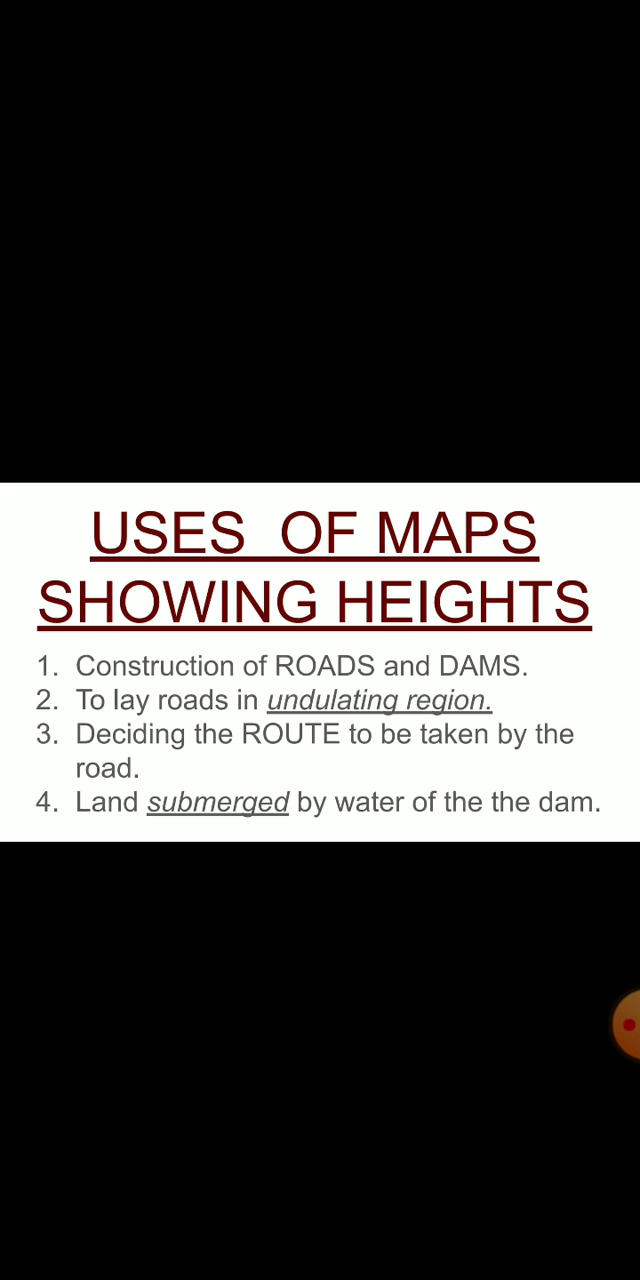 USES  OF MAPS
SHOWING HEIGHTS
1. Construction of ROADS and DAMS.
2. To lay roads in undulating region.
3. Deciding the ROUTE to be taken by the
road.
4. Land submerged by water of the the dam.